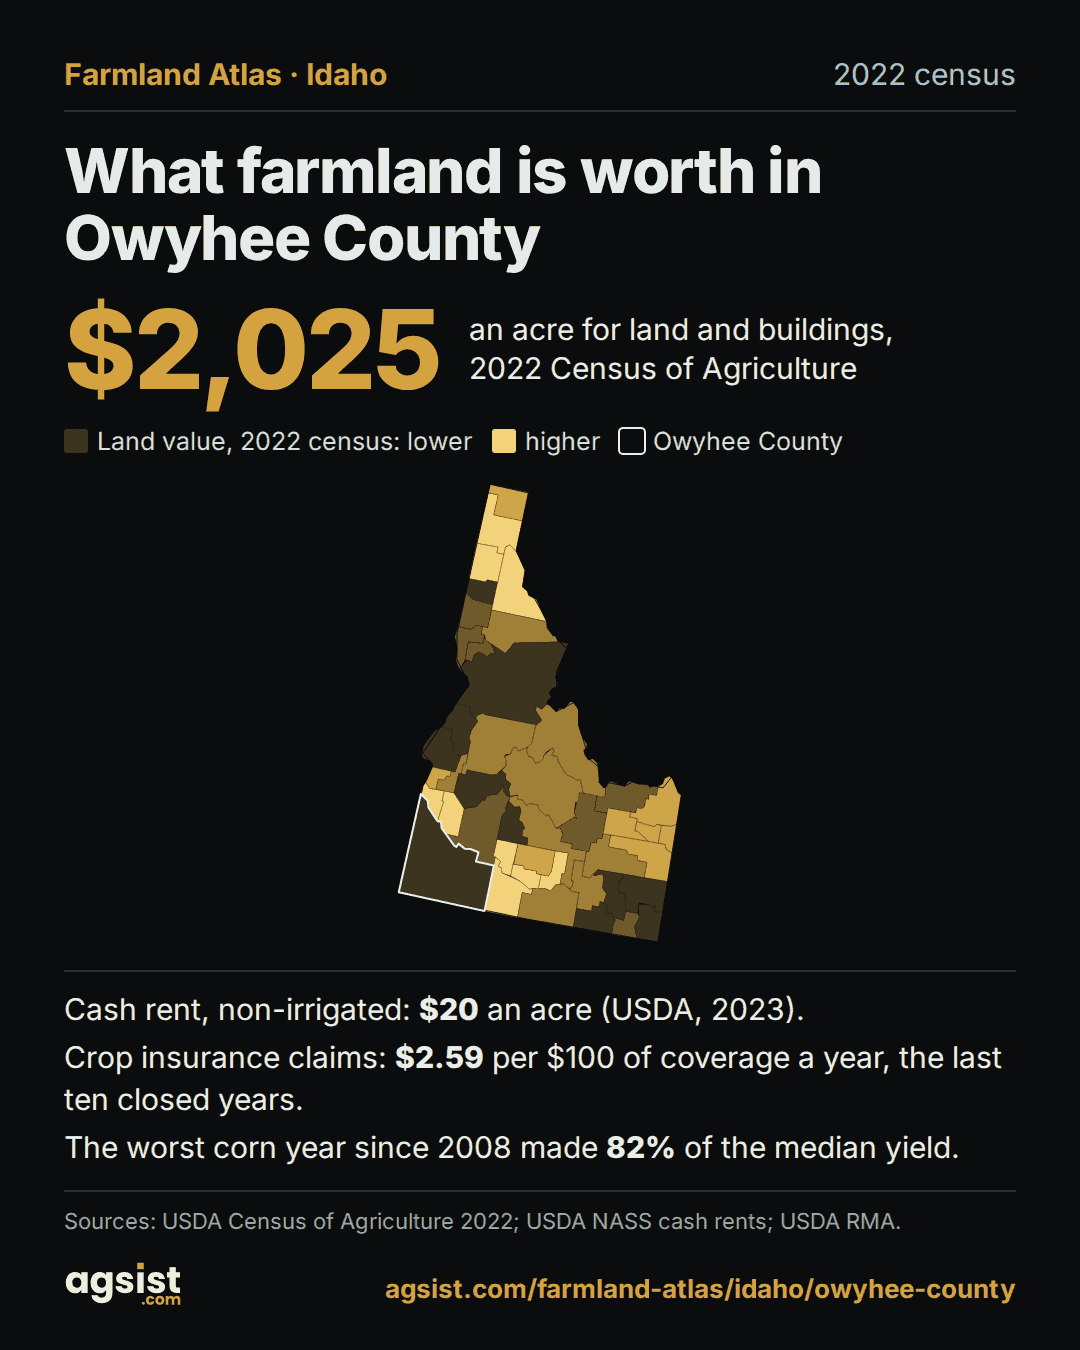 Farmland Atlas · Idaho
2022 census
What farmland is worth in
Owyhee County
$2,025
an acre for land and buildings,
2022 Census of Agriculture
Land value, 2022 census: lower
higher
Owyhee County
Cash rent, non-irrigated: $20 an acre (USDA, 2023).
Crop insurance claims: $2.59 per $100 of coverage a year, the last
ten closed years.
The worst corn year since 2008 made 82% of the median yield.
Sources: USDA Census of Agriculture 2022; USDA NASS cash rents; USDA RMA.
agsist
.com
agsist.com/farmland-atlas/idaho/owyhee-county